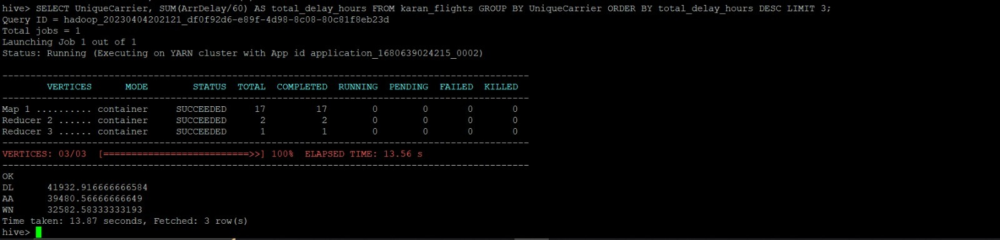 hive> SELECT UniqueCarrier, SUM(ArrDelay/60) AS total_delay_hours FROM karan_flights GROUP BY UniqueCarrier ORDER BY total_delay_hours DESC LIMIT 3;
Query ID = hadoop_20230404202121_df0f92d6-e89f-4d98-8c08-80c81f8eb23d
Total jobs = 1
Launching Job 1 out of 1
Status: Running (Executing on YARN cluster with App id application_1680639024215_0002)
----------------------------------------------------------------------------------------------
VERTICES MODE STATUS TOTAL COMPLETED RUNNING PENDING FAILED KILLED
----------------------------------------------------------------------------------------------
Map 1 .......... container SUCCEEDED 17 17 0 0 0 0
Reducer 2 ...... container SUCCEEDED 2 2 0 0 0 0
Reducer 3 ...... container SUCCEEDED 1 1 0 0 0 0
----------------------------------------------------------------------------------------------
VERTICES: 03/03 [==========================>>] 100% ELAPSED TIME: 13.56 s
----------------------------------------------------------------------------------------------
OK
DL 41932.916666666584
AA 39480.56666666649
WN 32582.58333333193
Time taken: 13.87 seconds, Fetched: 3 row(s)
hive>